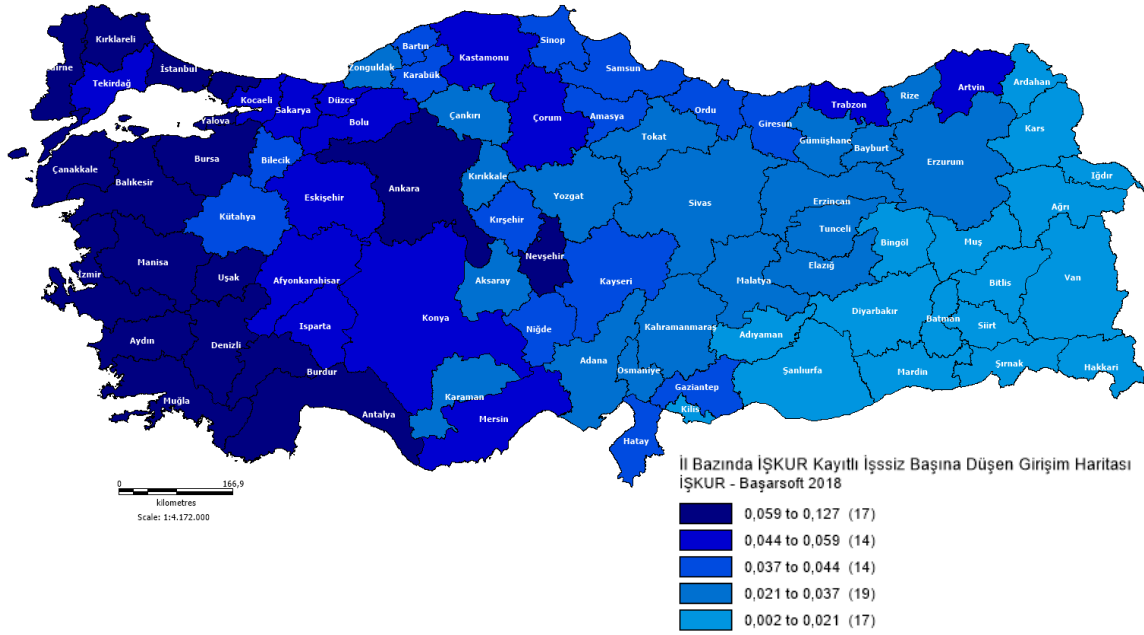 Kırklareli
Tekirdağ
İstanbul
Kocaeli
Yalova
Sakarya
Düzce
Bolu
Zonguldak
Bartın
Karabük
Kastamonu
Sinop
Samsun
Çankırı
Çorum
Amasya
Ordu
Tokat
Giresun
Trabzon
Gümüşhane
Bayburt
Rize
Artvin
Ardahan
Kars
Erzurum
Iğdır
Ağrı
Çanakkale
Balıkesir
Bursa
Bilecik
Kütahya
Eskişehir
Ankara
Kırıkkale
Kırşehir
Yozgat
Sivas
Erzincan
Tunceli
Bingöl
Muş
Bitlis
Van
İzmir
Manisa
Uşak
Afyonkarahisar
Konya
Aksaray
Nevşehir
Kayseri
Malatya
Elazığ
Diyarbakır
Batman
Siirt
Aydın
Denizli
Isparta
Burdur
Niğde
Kahramanmaraş
Adıyaman
Şanlıurfa
Mardin
Şırnak
Hakkari
Muğla
Antalya
Karaman
Mersin
Adana
Osmaniye
Gaziantep
Kilis
Hatay
0 166,9
kilometres
Scale: 1:4.172.000
İl Bazında İŞKUR Kayıtlı İşssiz Başına Düşen Girişim Haritası
İŞKUR - Başarsoft 2018
0,059 to 0,127 (17)
0,044 to 0,059 (14)
0,037 to 0,044 (14)
0,021 to 0,037 (19)
0,002 to 0,021 (17)